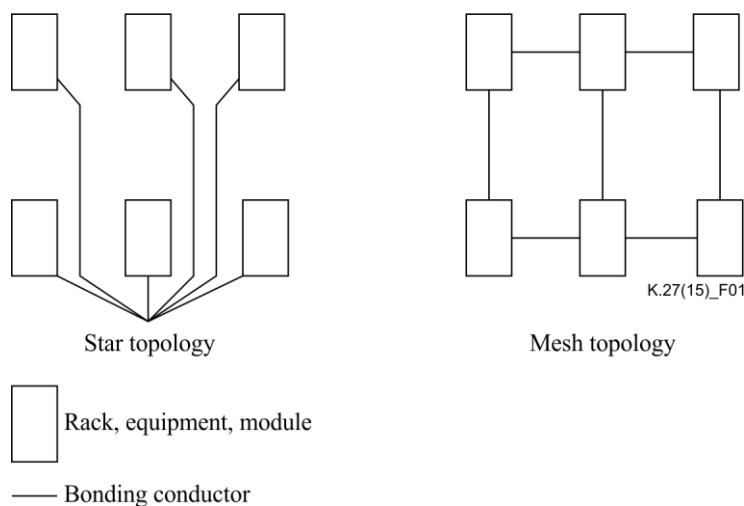 K.27(15)_F01
Star topology
Mesh topology
Rack, equipment, module
Bonding conductor